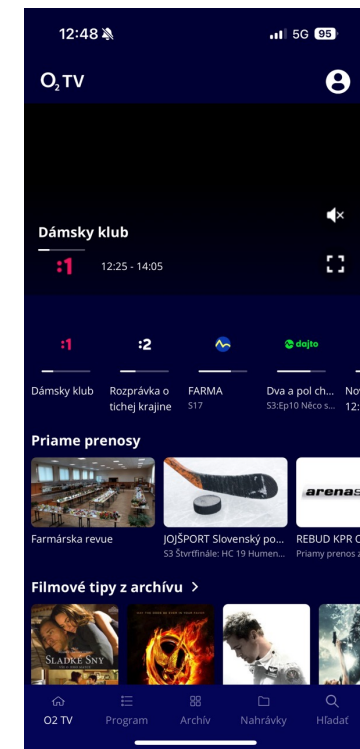 12:48
5G 95
O2 TV
Dámsky klub
:1 12:25 - 14:05
:1 :2 dajto
Dámsky klub
Rozprávka o
tichej krajine
FARMA
S17
Dva a pol ch...
S3:Ep10 Něco s...
12:
Priame prenosy
Farmárska revue
JOJŠPORT Slovenský po...
S3 Štvrťfinále: HC 19 Humen...
REBUD KPR
Priamy prenos z
Filmové tipy z archívu >
SLADKÉ SNY
O2 TV
Program
Archív
Nahrávky
Hľadať